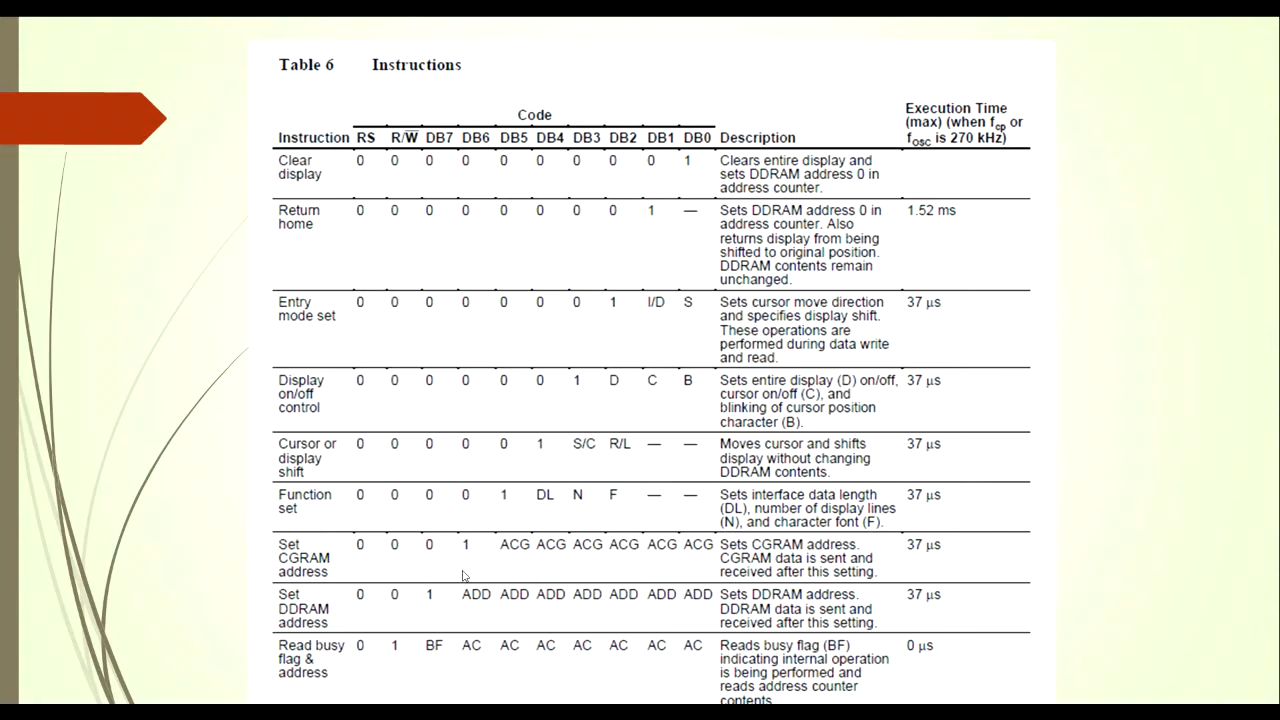 Table 6 Instructions
Code
Execution Time (max) (when fcp or fOSC is 270 kHz)
Instruction RS R/W̅ DB7 DB6 DB5 DB4 DB3 DB2 DB1 DB0 Description
Clear display 0 0 0 0 0 0 0 0 0 1 Clears entire display and sets DDRAM address 0 in address counter.
Return home 0 0 0 0 0 0 0 0 1 — Sets DDRAM address 0 in address counter. Also returns display from being shifted to original position. DDRAM contents remain unchanged. 1.52 ms
Entry mode set 0 0 0 0 0 0 0 1 I/D S Sets cursor move direction and specifies display shift. These operations are performed during data write and read. 37 µs
Display on/off control 0 0 0 0 0 0 1 D C B Sets entire display (D) on/off, cursor on/off (C), and blinking of cursor position character (B). 37 µs
Cursor or display shift 0 0 0 0 0 1 S/C R/L — — Moves cursor and shifts display without changing DDRAM contents. 37 µs
Function set 0 0 0 0 1 DL N F — — Sets interface data length (DL), number of display lines (N), and character font (F). 37 µs
Set CGRAM address 0 0 0 1 ACG ACG ACG ACG ACG ACG Sets CGRAM address. CGRAM data is sent and received after this setting. 37 µs
Set DDRAM address 0 0 1 ADD ADD ADD ADD ADD ADD ADD Sets DDRAM address. DDRAM data is sent and received after this setting. 37 µs
Read busy flag & address 0 1 BF AC AC AC AC AC AC AC Reads busy flag (BF) indicating internal operation is being performed and reads address counter contents 0 µs